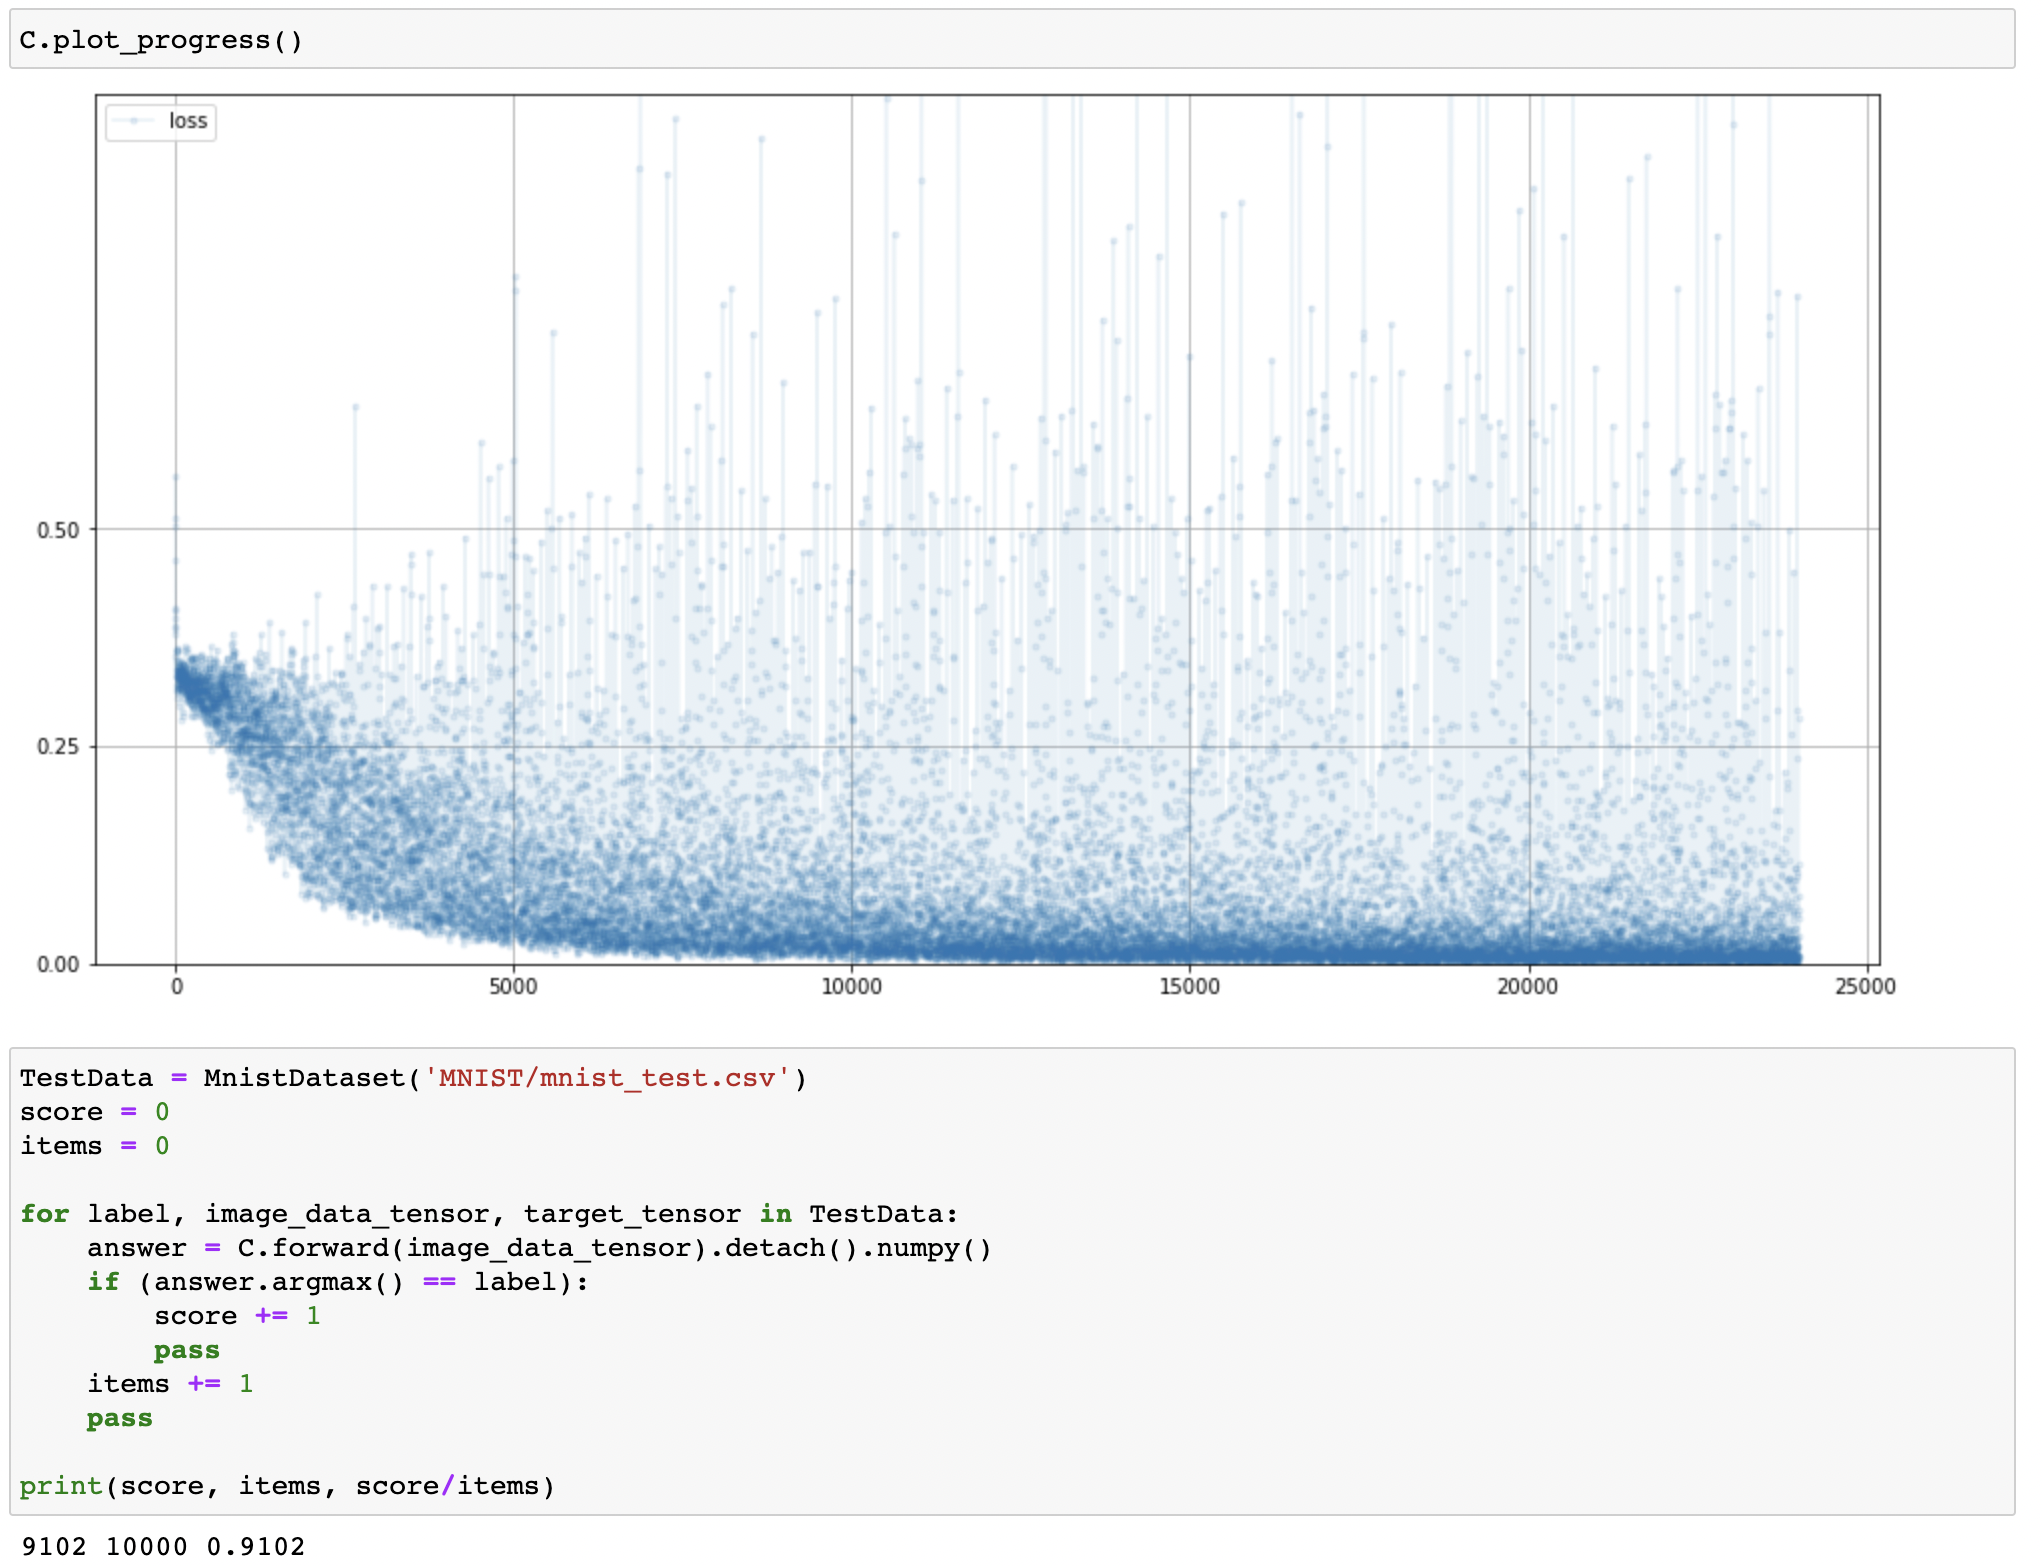 C.plot_progress()
loss
0.50
0.25
0.00
0 5000 10000 15000 20000 25000
TestData = MnistDataset('MNIST/mnist_test.csv')
score = 0
items = 0
for label, image_data_tensor, target_tensor in TestData:
    answer = C.forward(image_data_tensor).detach().numpy()
    if (answer.argmax() == label):
        score += 1
        pass
    items += 1
    pass
print(score, items, score/items)
9102 10000 0.9102